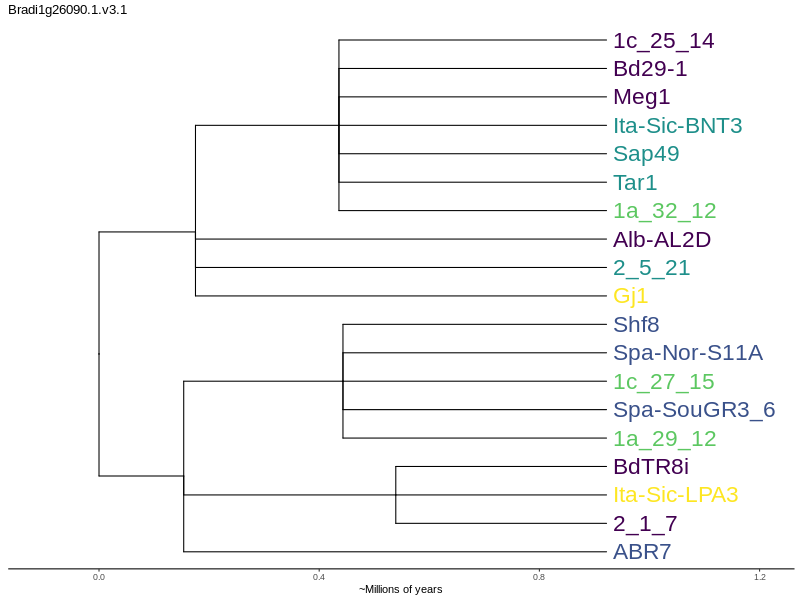 Bradi1g26090.1.v3.1
1c_25_14
Bd29-1
Meg1
Ita-Sic-BNT3
Sap49
Tar1
1a_32_12
Alb-AL2D
2_5_21
Gj1
Shf8
Spa-Nor-S11A
1c_27_15
Spa-SouGR3_6
1a_29_12
BdTR8i
Ita-Sic-LPA3
2_1_7
ABR7
0.0 0.4 0.8 1.2
~Millions of years